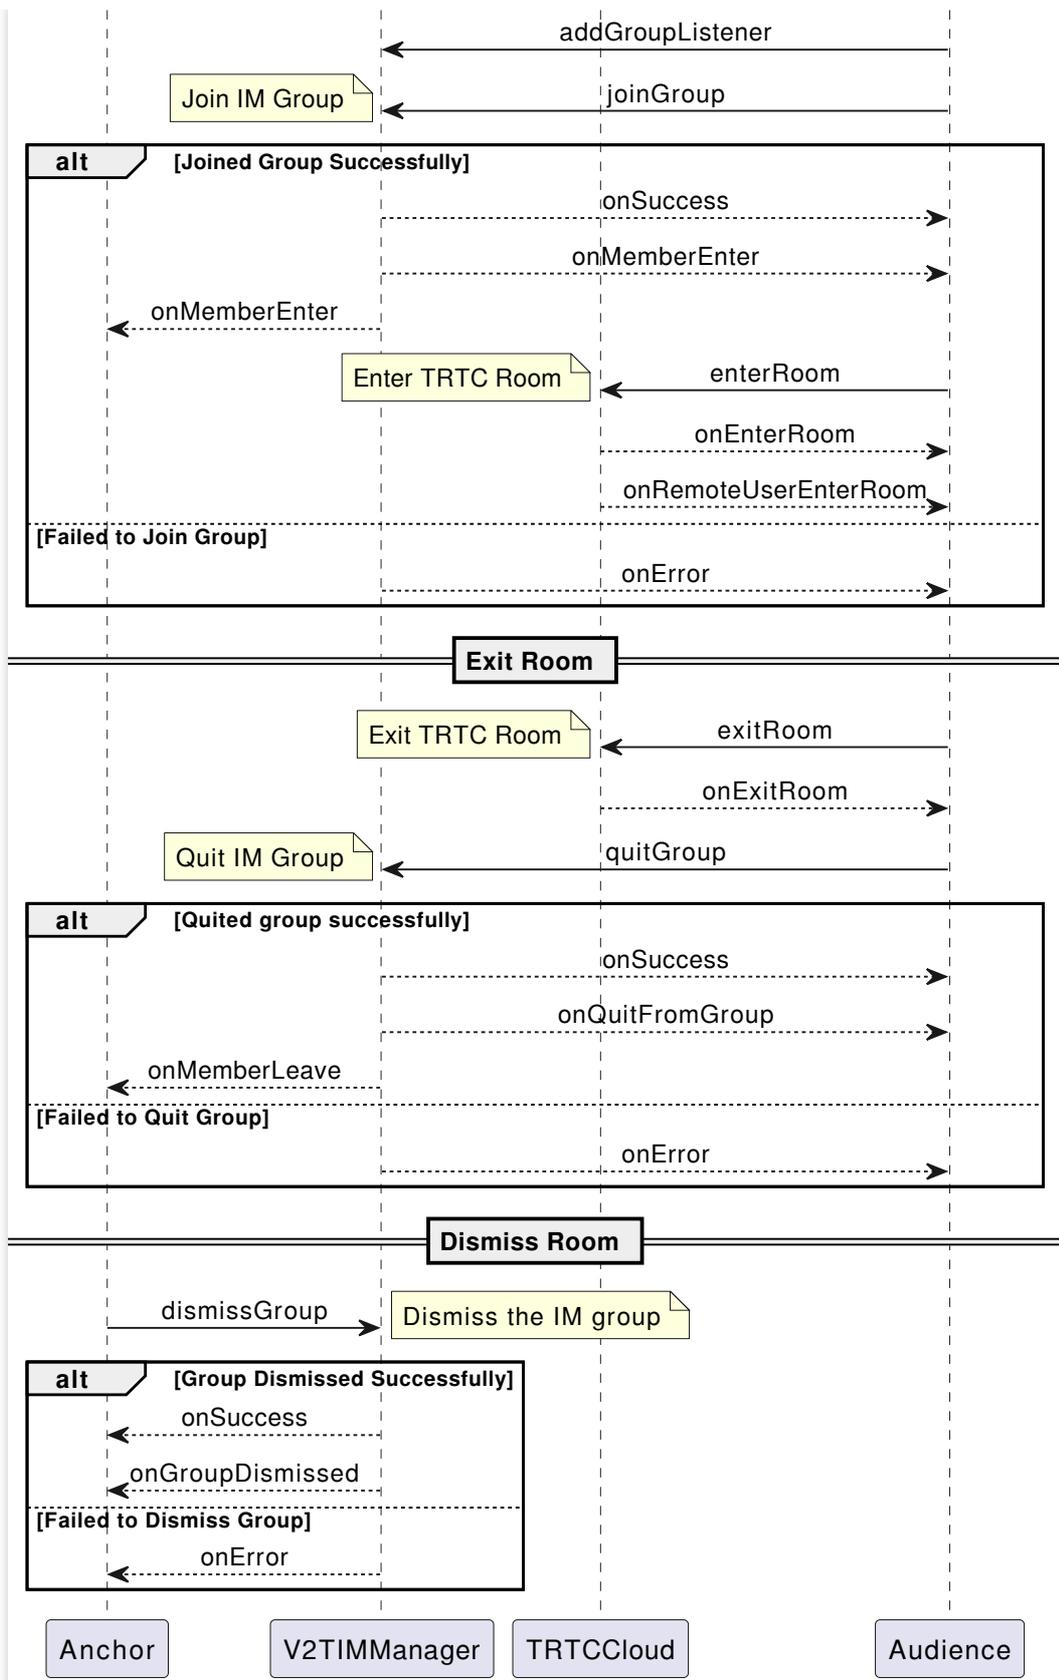 addGroupListener
Join IM Group
joinGroup
alt
[Joined Group Successfully]
onSuccess
onMemberEnter
onMemberEnter
Enter TRTC Room
enterRoom
onEnterRoom
onRemoteUserEnterRoom
[Failed to Join Group]
onError
Exit Room
Exit TRTC Room
exitRoom
onExitRoom
Quit IM Group
quitGroup
alt
[Quited group successfully]
onSuccess
onQuitFromGroup
onMemberLeave
[Failed to Quit Group]
onError
Dismiss Room
dismissGroup
Dismiss the IM group
alt
[Group Dismissed Successfully]
onSuccess
onGroupDismissed
[Failed to Dismiss Group]
onError
Anchor
V2TIMManager
TRTCCloud
Audience